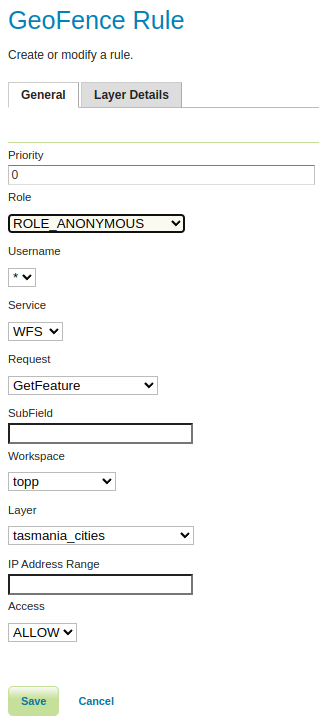 GeoFence Rule
Create or modify a rule.
General Layer Details
Priority
0
Role
ROLE_ANONYMOUS
Username
*
Service
WFS
Request
GetFeature
SubField
Workspace
topp
Layer
tasmania_cities
IP Address Range
Access
ALLOW
Save Cancel